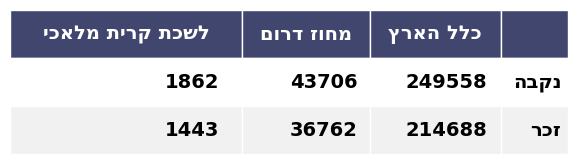 כלל הארץ מחוז דרום לשכת קרית מלאכי
נקבה 249558 43706 1862
זכר 214688 36762 1443